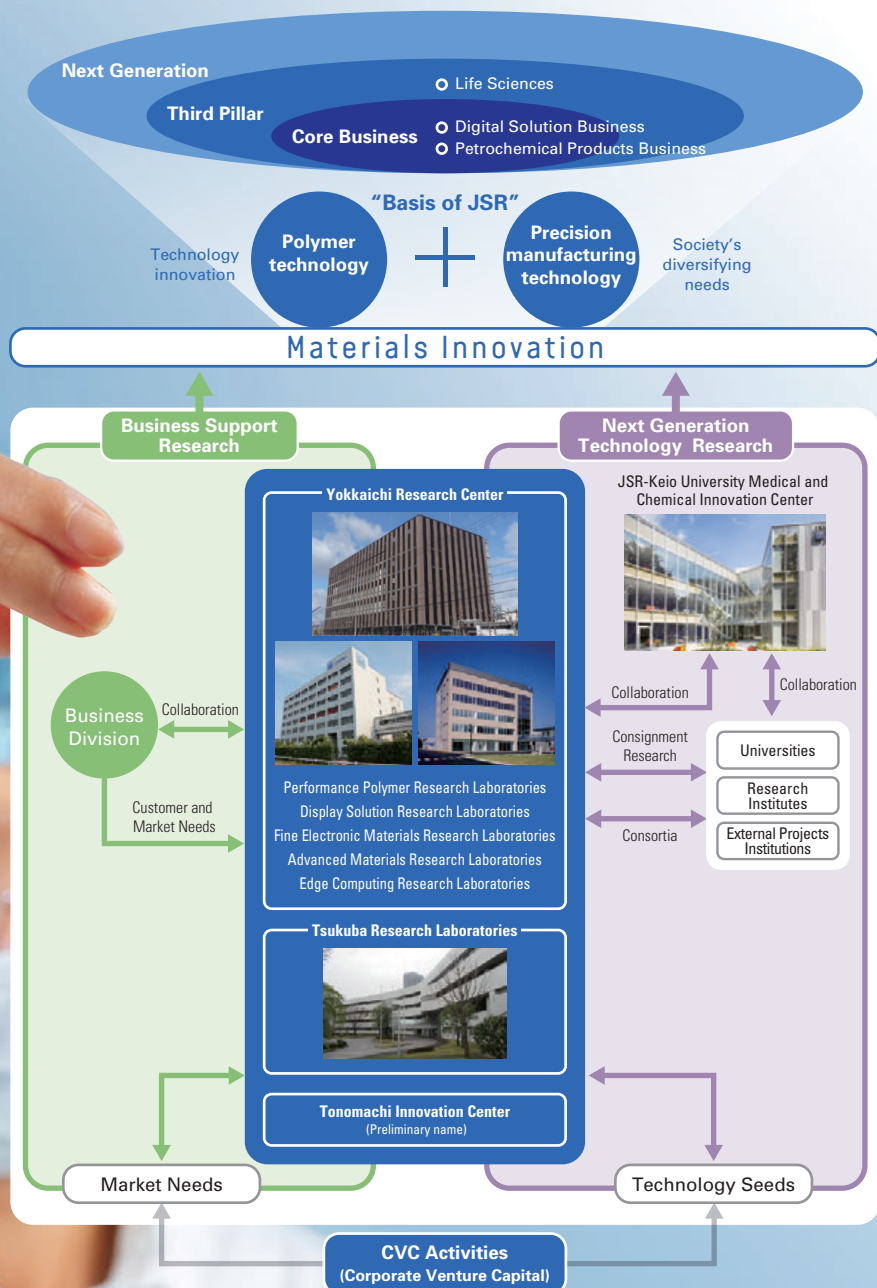 Next Generation
Life Sciences
Third Pillar
Core Business
Digital Solution Business
Petrochemical Products Business
“Basis of JSR”
Technology
innovation
Polymer
technology
Precision
manufacturing
technology
Society’s
diversifying
needs
Materials Innovation
Business Support
Research
Next Generation
Technology Research
Yokkaichi Research Center
JSR-Keio University Medical and
Chemical Innovation Center
Business
Division
Collaboration
Customer and
Market Needs
Performance Polymer Research Laboratories
Display Solution Research Laboratories
Fine Electronic Materials Research Laboratories
Advanced Materials Research Laboratories
Edge Computing Research Laboratories
Collaboration
Collaboration
Consignment
Research
Consortia
Universities
Research
Institutes
External Projects
Institutions
Tsukuba Research Laboratories
Tonomachi Innovation Center
(Preliminary name)
Market Needs
Technology Seeds
CVC Activities
(Corporate Venture Capital)